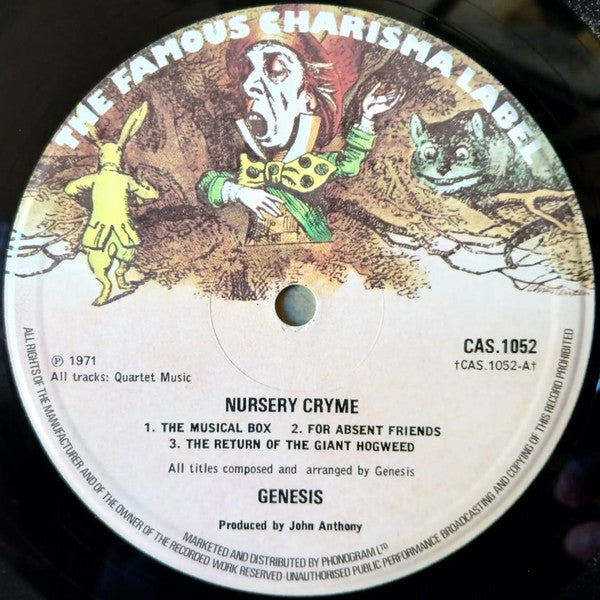 THE FAMOUS CHARISMA LABEL
CAS.1052
†CAS.1052-A†
℗ 1971
All tracks: Quartet Music
NURSERY CRYME
1. THE MUSICAL BOX 2. FOR ABSENT FRIENDS
3. THE RETURN OF THE GIANT HOGWEED
All titles composed and arranged by Genesis
GENESIS
Produced by John Anthony
MARKETED AND DISTRIBUTED BY PHONOGRAM LTD
ALL RIGHTS OF THE MANUFACTURER AND OF THE OWNER OF THE RECORDED WORK RESERVED · UNAUTHORISED PUBLIC PERFORMANCE BROADCASTING AND COPYING OF THIS RECORD PROHIBITED